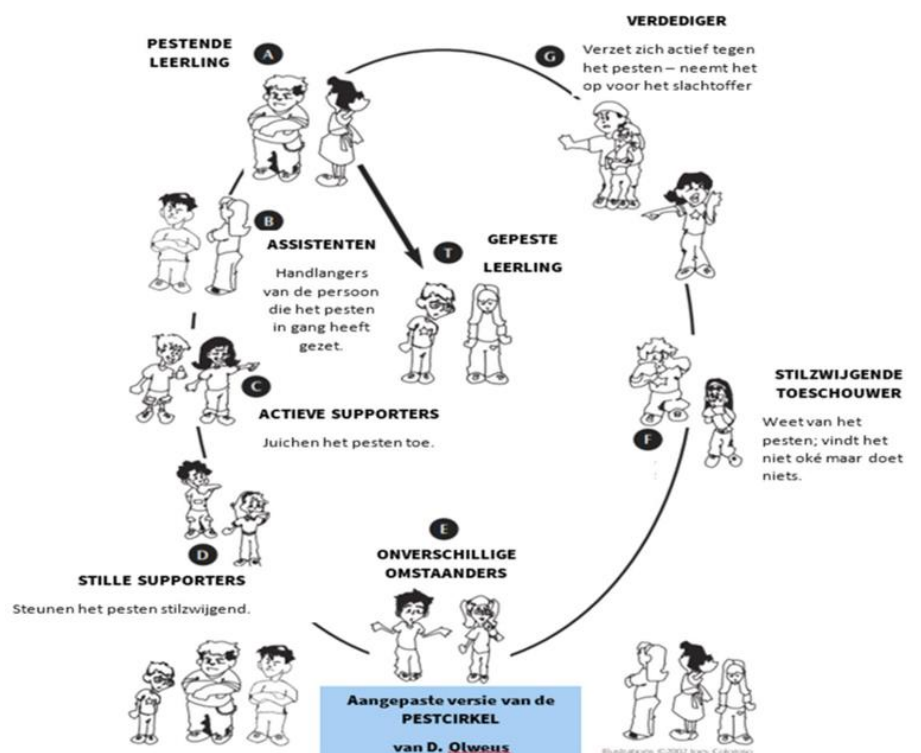 PESTENDE
LEERLING
A
VERDEDIGER
Verzet zich actief tegen
het pesten – neemt het
op voor het slachtoffer
G
B
ASSISTENTEN
Handlangers
van de persoon
die het pesten
in gang heeft
gezet.
T
GEPESTE
LEERLING
C
ACTIEVE SUPPORTERS
Juichen het pesten toe.
STILZWIJGENDE
TOESCHOUWER
Weet van het
pesten; vindt het
niet oké maar doet
niets.
F
D
STILLE SUPPORTERS
Steunen het pesten stilzwijgend.
E
ONVERSCHILLIGE
OMSTAANDERS
Aangepaste versie van de
PESTCIRKEL
van D. Olweus